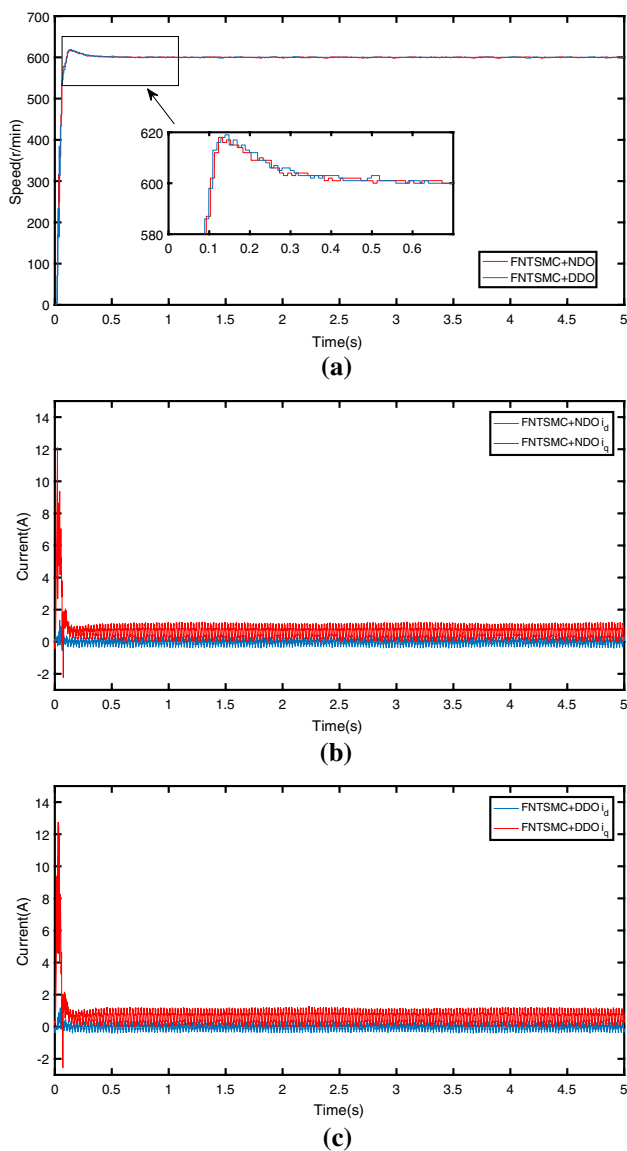 700
600
500
400
300
200
100
0
Speed(r/min)
620
600
580
0 0.1 0.2 0.3 0.4 0.5 0.6
FNTSMC+NDO
FNTSMC+DDO
0 0.5 1 1.5 2 2.5 3 3.5 4 4.5 5
Time(s)
(a)
14
12
10
8
6
4
2
0
-2
Current(A)
FNTSMC+NDO i_d
FNTSMC+NDO i_q
0 0.5 1 1.5 2 2.5 3 3.5 4 4.5 5
Time(s)
(b)
14
12
10
8
6
4
2
0
-2
Current(A)
FNTSMC+DDO i_d
FNTSMC+DDO i_q
0 0.5 1 1.5 2 2.5 3 3.5 4 4.5 5
Time(s)
(c)